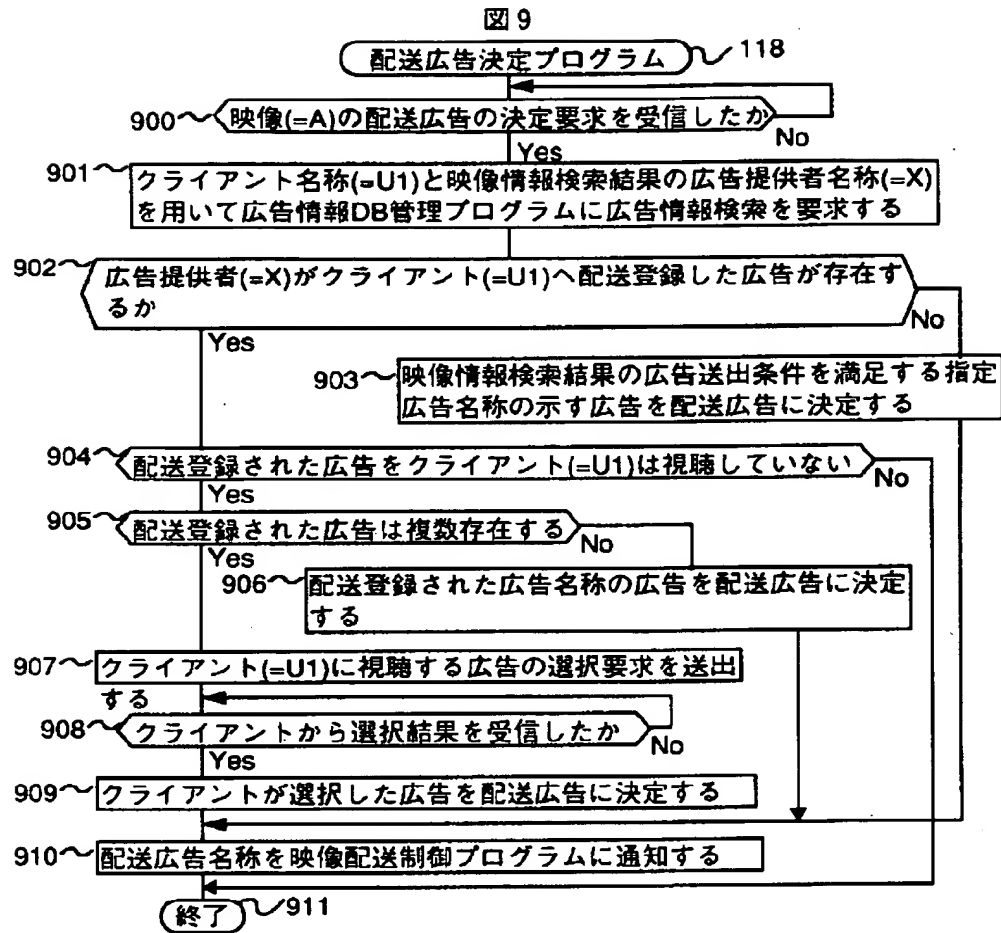 図9
配送広告決定プログラム
118
900
映像(=A)の配送広告の決定要求を受信したか
No
Yes
901
クライアント名称(=U1)と映像情報検索結果の広告提供者名称(=X)
を用いて広告情報DB管理プログラムに広告情報検索を要求する
902
広告提供者(=X)がクライアント(=U1)へ配送登録した広告が存在す
るか
No
Yes
903
映像情報検索結果の広告送出条件を満足する指定
広告名称の示す広告を配送広告に決定する
904
配送登録された広告をクライアント(=U1)は視聴していない
No
Yes
905
配送登録された広告は複数存在する
No
Yes
906
配送登録された広告名称の広告を配送広告に決定
する
907
クライアント(=U1)に視聴する広告の選択要求を送出
する
908
クライアントから選択結果を受信したか
No
Yes
909
クライアントが選択した広告を配送広告に決定する
910
配送広告名称を映像配送制御プログラムに通知する
終了
911